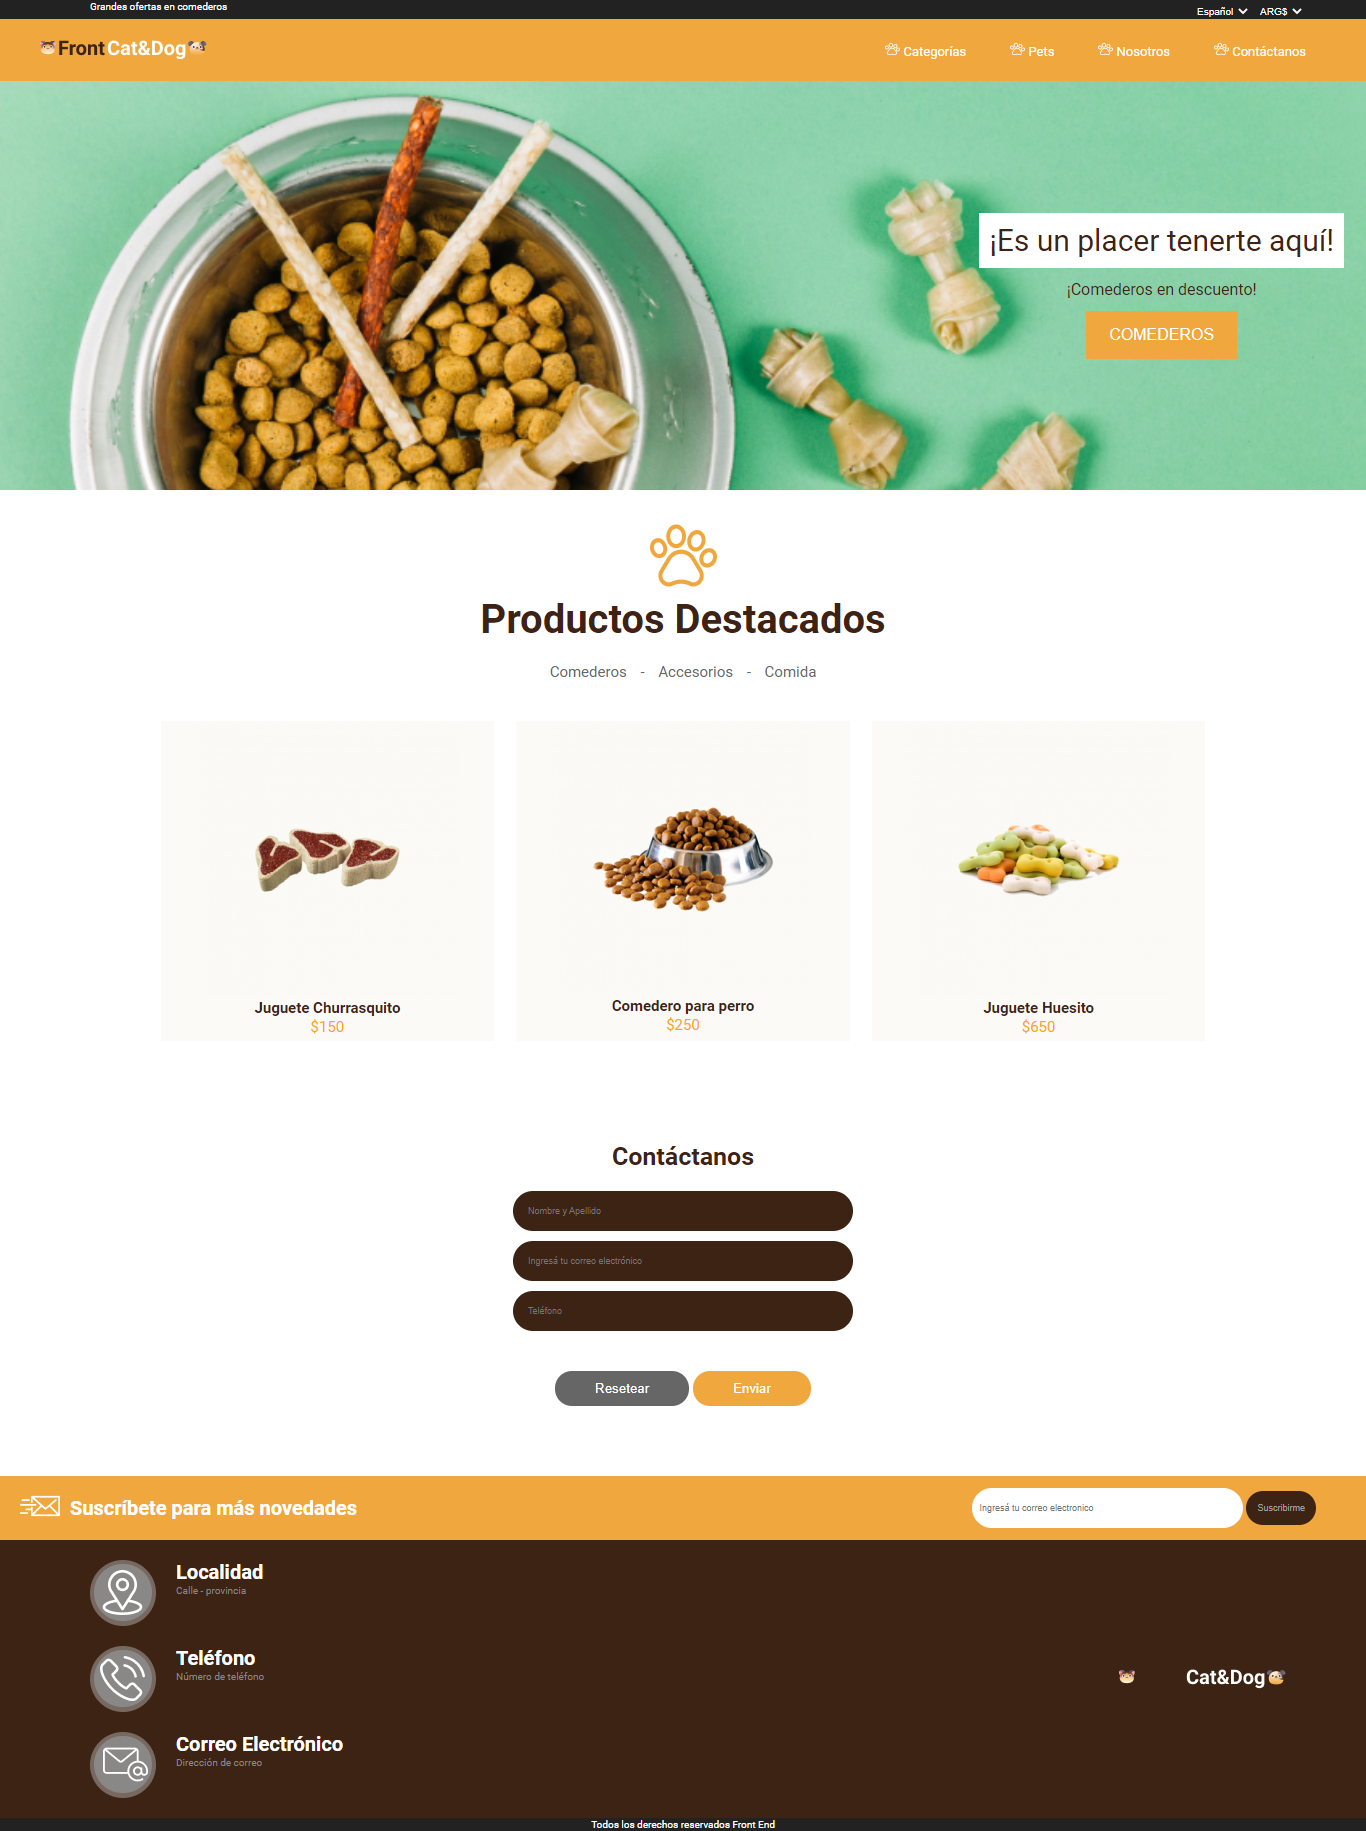 Grandes ofertas en comederos
Español ARG$
Front Cat&Dog
Categorías Pets Nosotros Contáctanos
¡Es un placer tenerte aquí!
¡Comederos en descuento!
COMEDEROS
Productos Destacados
Comederos - Accesorios - Comida
Juguete Churrasquito
$150
Comedero para perro
$250
Juguete Huesito
$650
Contáctanos
Nombre y Apellido
Ingresá tu correo electrónico
Teléfono
Resetear Enviar
Suscríbete para más novedades
Ingresá tu correo electronico Suscribirme
Localidad
Calle - provincia
Teléfono
Número de teléfono
Cat&Dog
Correo Electrónico
Dirección de correo
Todos los derechos reservados Front End